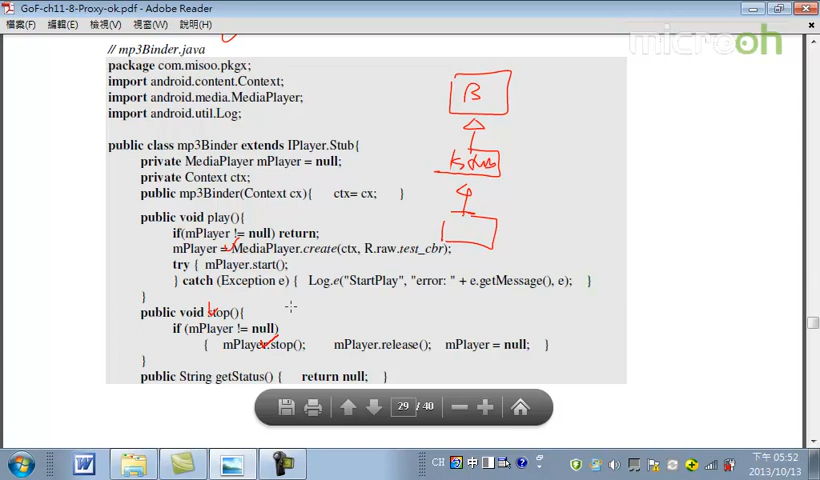 GoF-ch11-8-Proxy-ok.pdf - Adobe Reader
檔案(F) 編輯(E) 檢視(V) 視窗(W) 說明(H)
microoh
// mp3Binder.java
package com.misoo.pkgx;
import android.content.Context;
import android.media.MediaPlayer;
import android.util.Log;
public class mp3Binder extends IPlayer.Stub{
private MediaPlayer mPlayer = null;
private Context ctx;
public mp3Binder(Context cx){ ctx= cx; }
public void play(){
if(mPlayer != null) return;
mPlayer = MediaPlayer.create(ctx, R.raw.test_cbr);
try { mPlayer.start();
} catch (Exception e) { Log.e("StartPlay", "error: " + e.getMessage(), e); }
}
public void stop(){
if (mPlayer != null)
{ mPlayer.stop(); mPlayer.release(); mPlayer = null; }
}
public String getStatus() { return null; }
B
29 / 40
CH 中
下午 05:52
2013/10/13